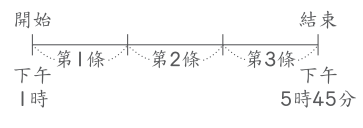 開始 結束
第1條 第2條 第3條
下午 下午
1時 5時45分